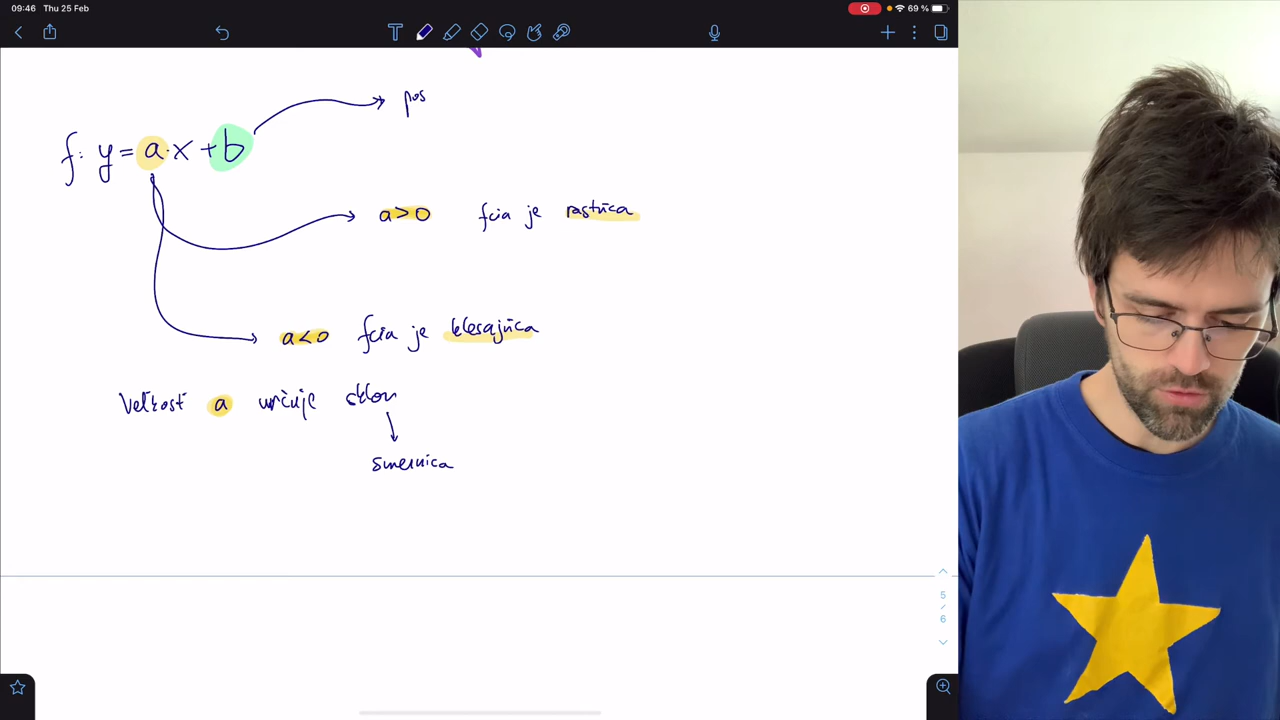 09:46 Thu 25 Feb
69 %
pos
f: y = a·x + b
a > 0 fcia je rastúca
a < 0 fcia je klesajúca
Veľkosť a určuje sklon
smernica
5
/
6